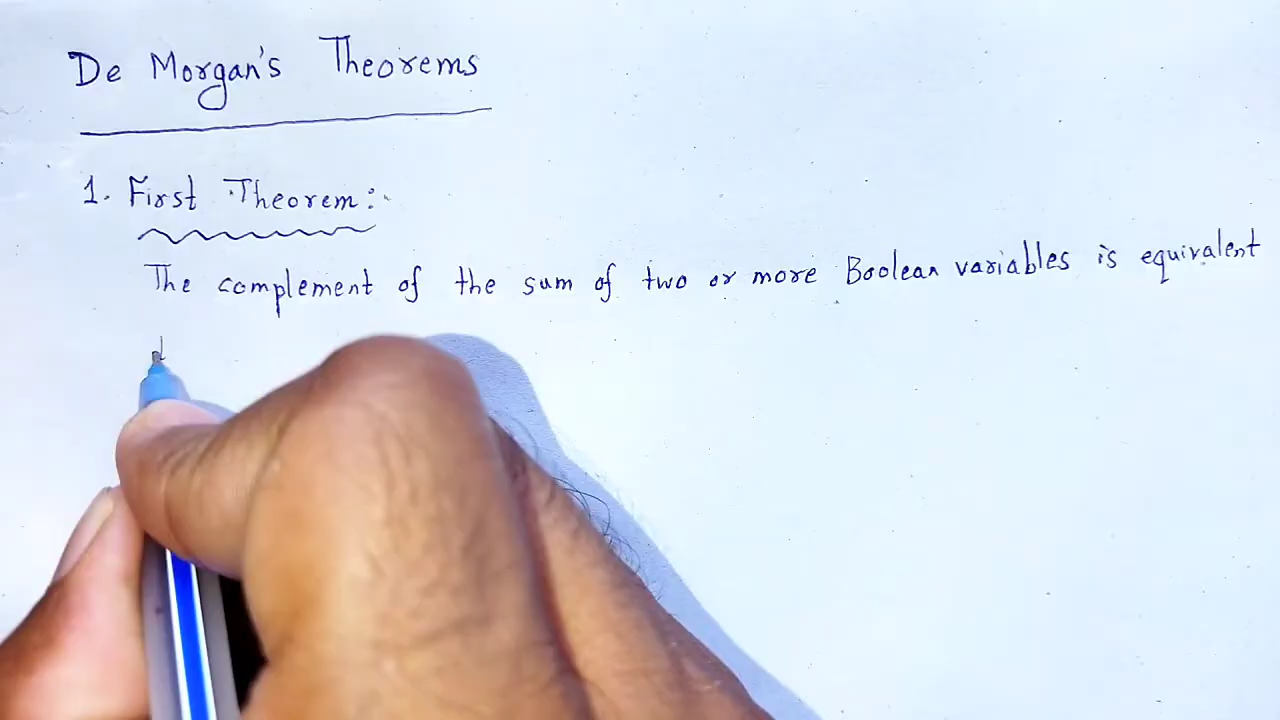 De Morgan's Theorems
1. First Theorem:
The complement of the sum of two or more Boolean variables is equivalent